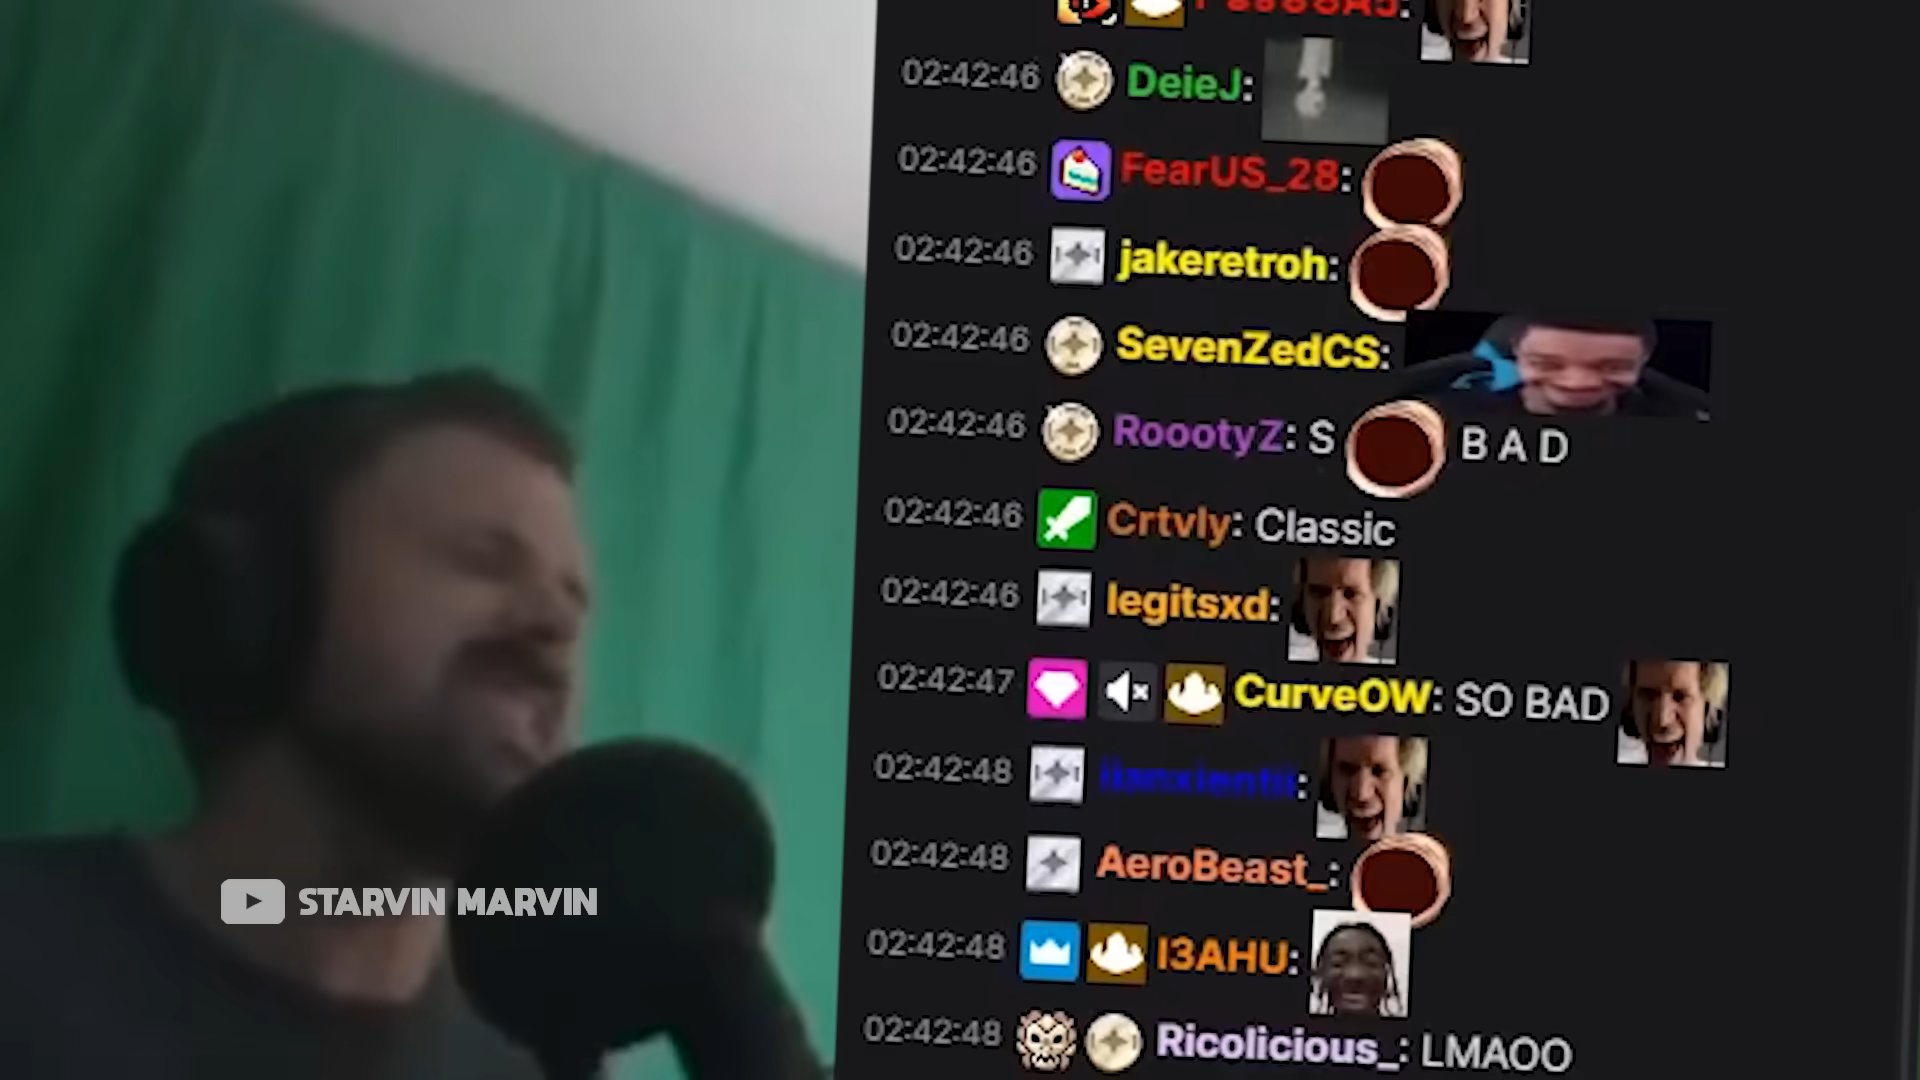 02:42:46 DeieJ:
02:42:46 FearUS_28:
02:42:46 jakeretroh:
02:42:46 SevenZedCS:
02:42:46 RoootyZ: S B A D
02:42:46 Crtvly: Classic
02:42:46 legitsxd:
02:42:47 CurveOW: SO BAD
02:42:48
02:42:48 AeroBeast_:
02:42:48 I3AHU:
02:42:48 Ricolicious_: LMAOO
STARVIN MARVIN